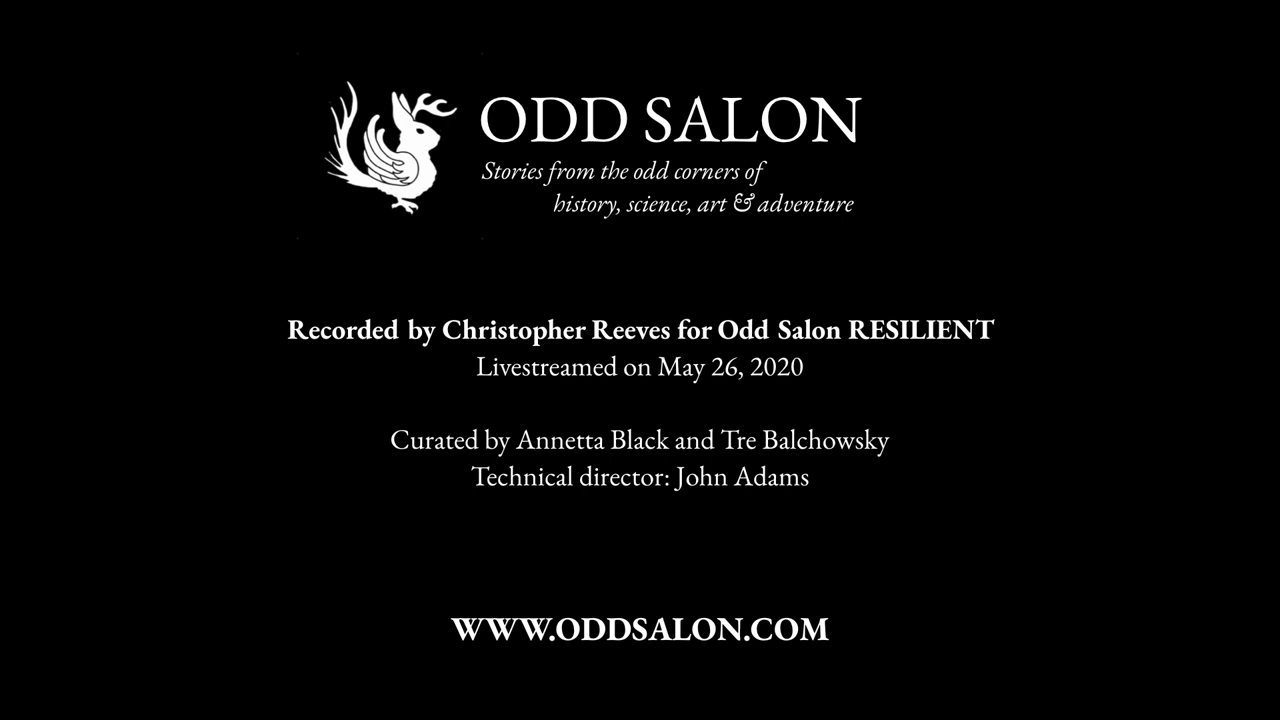 ODD SALON
Stories from the odd corners of
history, science, art & adventure
Recorded by Christopher Reeves for Odd Salon RESILIENT
Livestreamed on May 26, 2020
Curated by Annetta Black and Tre Balchowsky
Technical director: John Adams
WWW.ODDSALON.COM